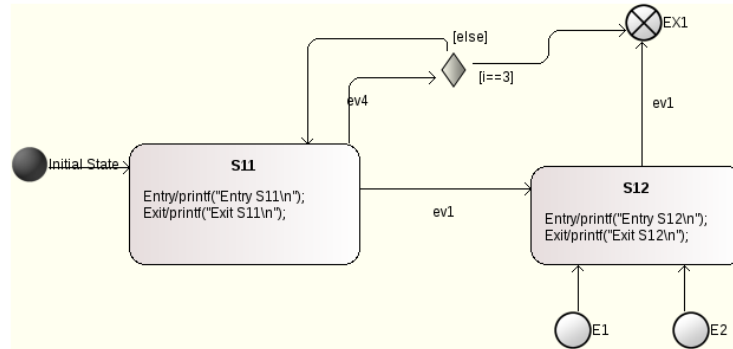 [else]
EX1
[i==3]
ev4
ev1
Initial State
S11
Entry/printf("Entry S11\n");
Exit/printf("Exit S11\n");
ev1
S12
Entry/printf("Entry S12\n");
Exit/printf("Exit S12\n");
E1
E2